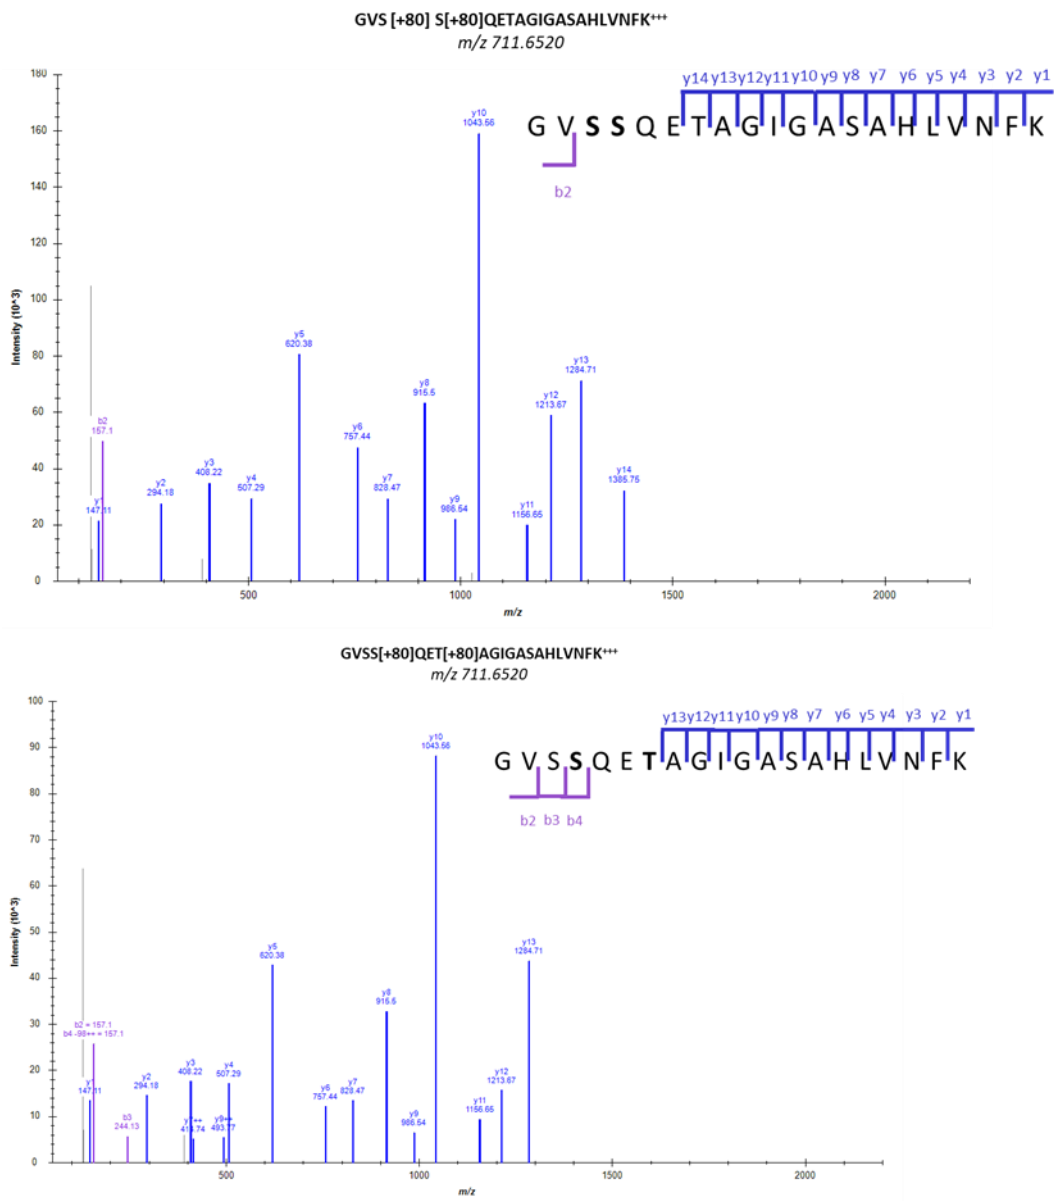 GVS [+80] S[+80]QETAGIGASAHLVNFK+++
m/z 711.6520
180
160
140
120
100
80
60
40
20
0
Intensity (10^3)
y14 y13 y12 y11 y10 y9 y8 y7 y6 y5 y4 y3 y2 y1
G V S S Q E T A G I G A S A H L V N F K
b2
y10
1043.56
y5
620.38
y13
1284.71
y8
915.5
y12
1213.67
b2
157.1
y6
757.44
y3
408.22
y14
1385.75
y4
507.29
y7
828.47
y2
294.18
y1
147.11
y9
986.54
y11
1156.65
500
1000
1500
2000
m/z
GVSS[+80]QET[+80]AGIGASAHLVNFK+++
m/z 711.6520
100
90
80
70
60
50
40
30
20
10
0
Intensity (10^3)
y13 y12 y11 y10 y9 y8 y7 y6 y5 y4 y3 y2 y1
G V S S Q E T A G I G A S A H L V N F K
b2 b3 b4
y10
1043.56
y5
620.38
y13
1284.71
y8
915.5
b2 = 157.1
b4 -98++ = 157.1
y3
408.22
y4
507.29
y2
294.18
y12
1213.67
y1
147.11
y6
757.44
y7
828.47
y11
1156.65
b3
244.13
y7++
414.74
y9++
493.77
y9
986.54
500
1000
1500
2000
m/z